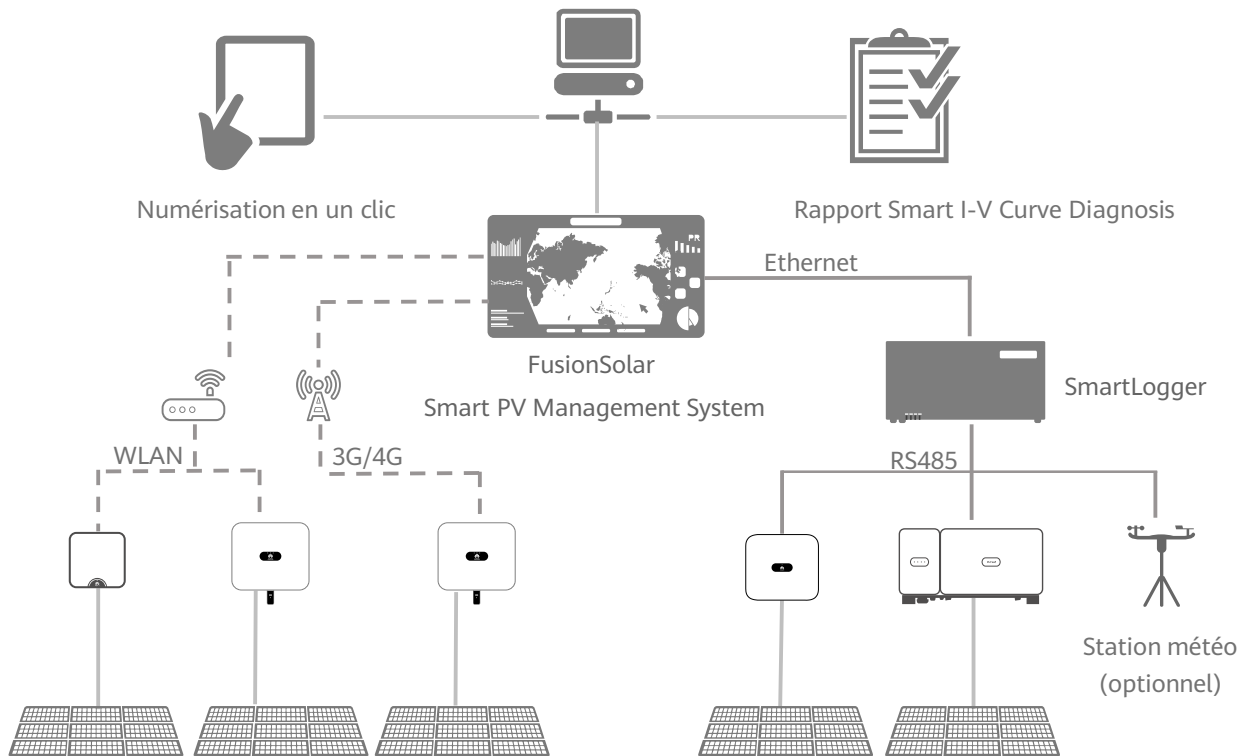 Numérisation en un clic
Rapport Smart I-V Curve Diagnosis
PR
Ethernet
FusionSolar
Smart PV Management System
SmartLogger
WLAN
3G/4G
RS485
Station météo
(optionnel)